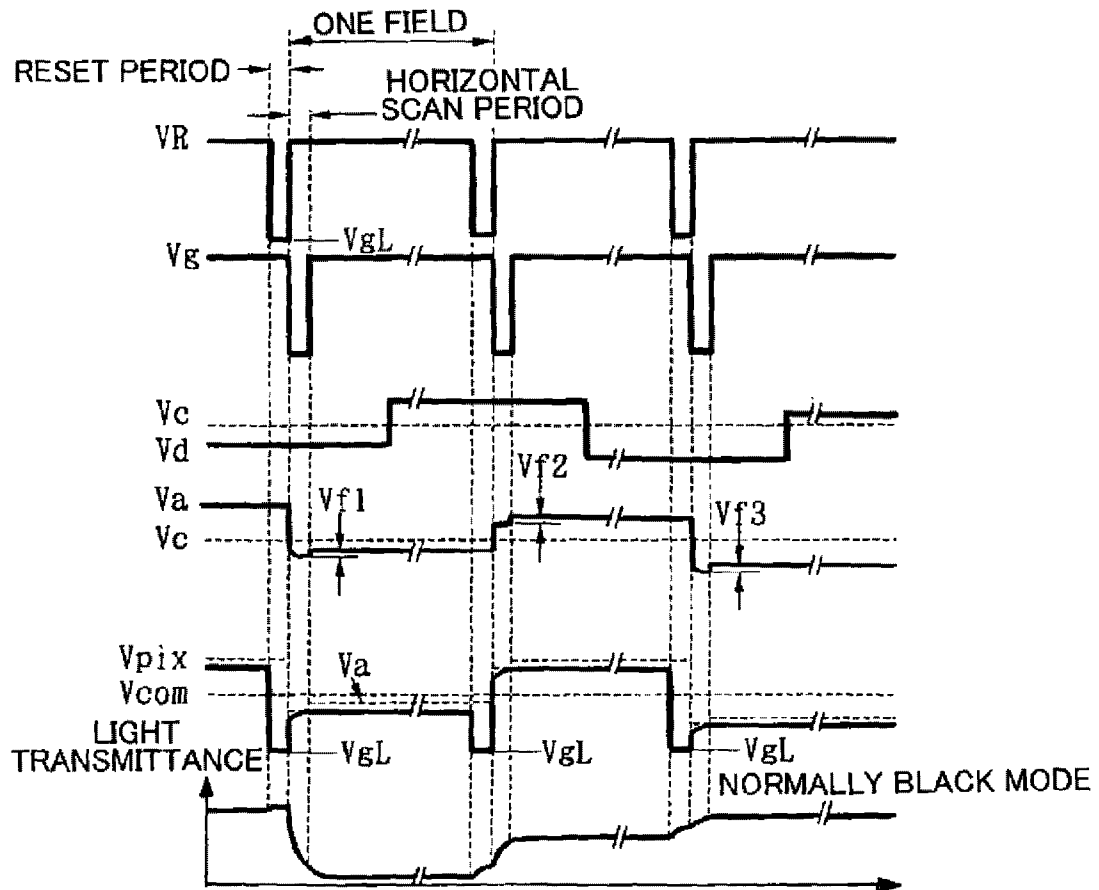 ONE FIELD
RESET PERIOD
HORIZONTAL
SCAN PERIOD
VR
VgL
Vg
Vc
Vd
Vf2
Va
Vf1
Vf3
Vc
Vpix
Va
Vcom
LIGHT
TRANSMITTANCE
VgL
VgL
VgL
NORMALLY BLACK MODE